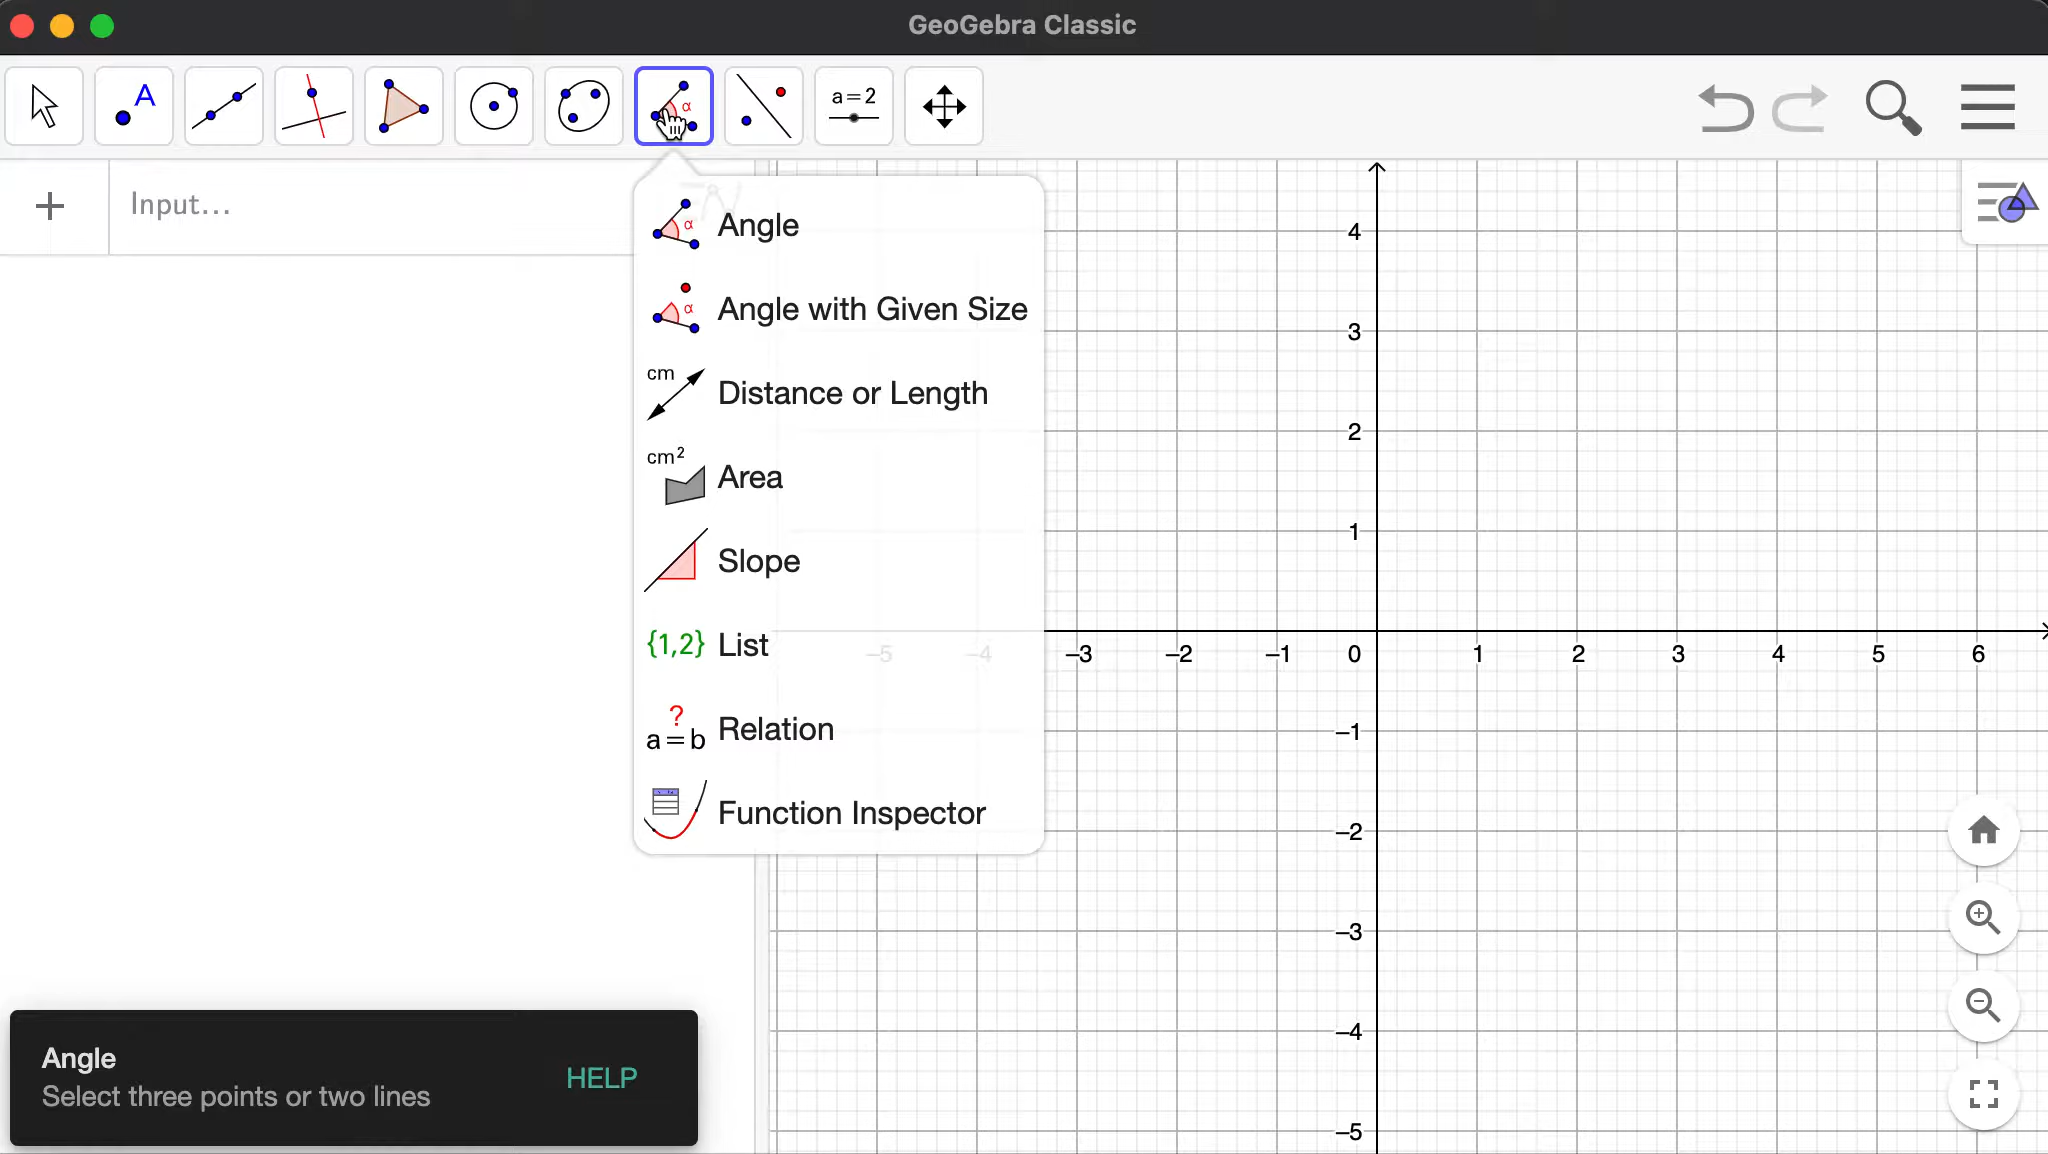 GeoGebra Classic
A
α
a=2
Input...
α Angle
α Angle with Given Size
cm Distance or Length
cm² Area
Slope
{1,2} List
? a=b Relation
Function Inspector
4
3
2
1
–5 –4 –3 –2 –1 0 1 2 3 4 5 6
–1
–2
–3
–4
–5
Angle
Select three points or two lines
HELP